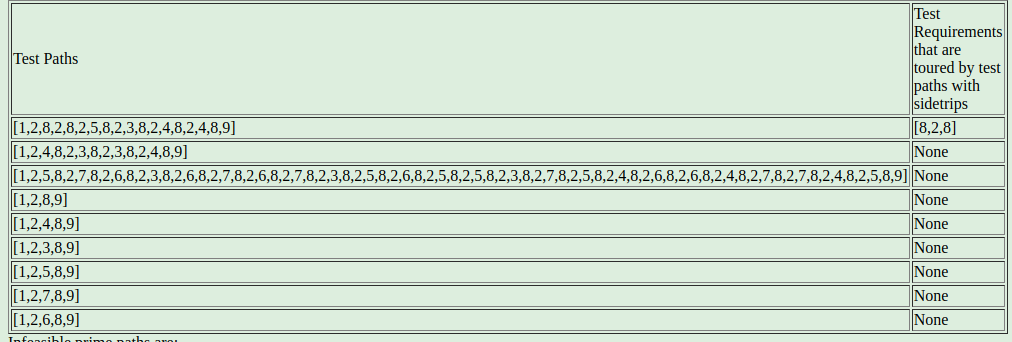 Test Paths
Test
Requirements
that are
toured by test
paths with
sidetrips
[1,2,8,2,8,2,5,8,2,3,8,2,4,8,2,4,8,9]
[8,2,8]
[1,2,4,8,2,3,8,2,3,8,2,4,8,9]
None
[1,2,5,8,2,7,8,2,6,8,2,3,8,2,6,8,2,7,8,2,6,8,2,7,8,2,3,8,2,5,8,2,6,8,2,5,8,2,5,8,2,3,8,2,7,8,2,5,8,2,4,8,2,6,8,2,6,8,2,4,8,2,7,8,2,7,8,2,4,8,2,5,8,9]
None
[1,2,8,9]
None
[1,2,4,8,9]
None
[1,2,3,8,9]
None
[1,2,5,8,9]
None
[1,2,7,8,9]
None
[1,2,6,8,9]
None
Infeasible prime paths are: